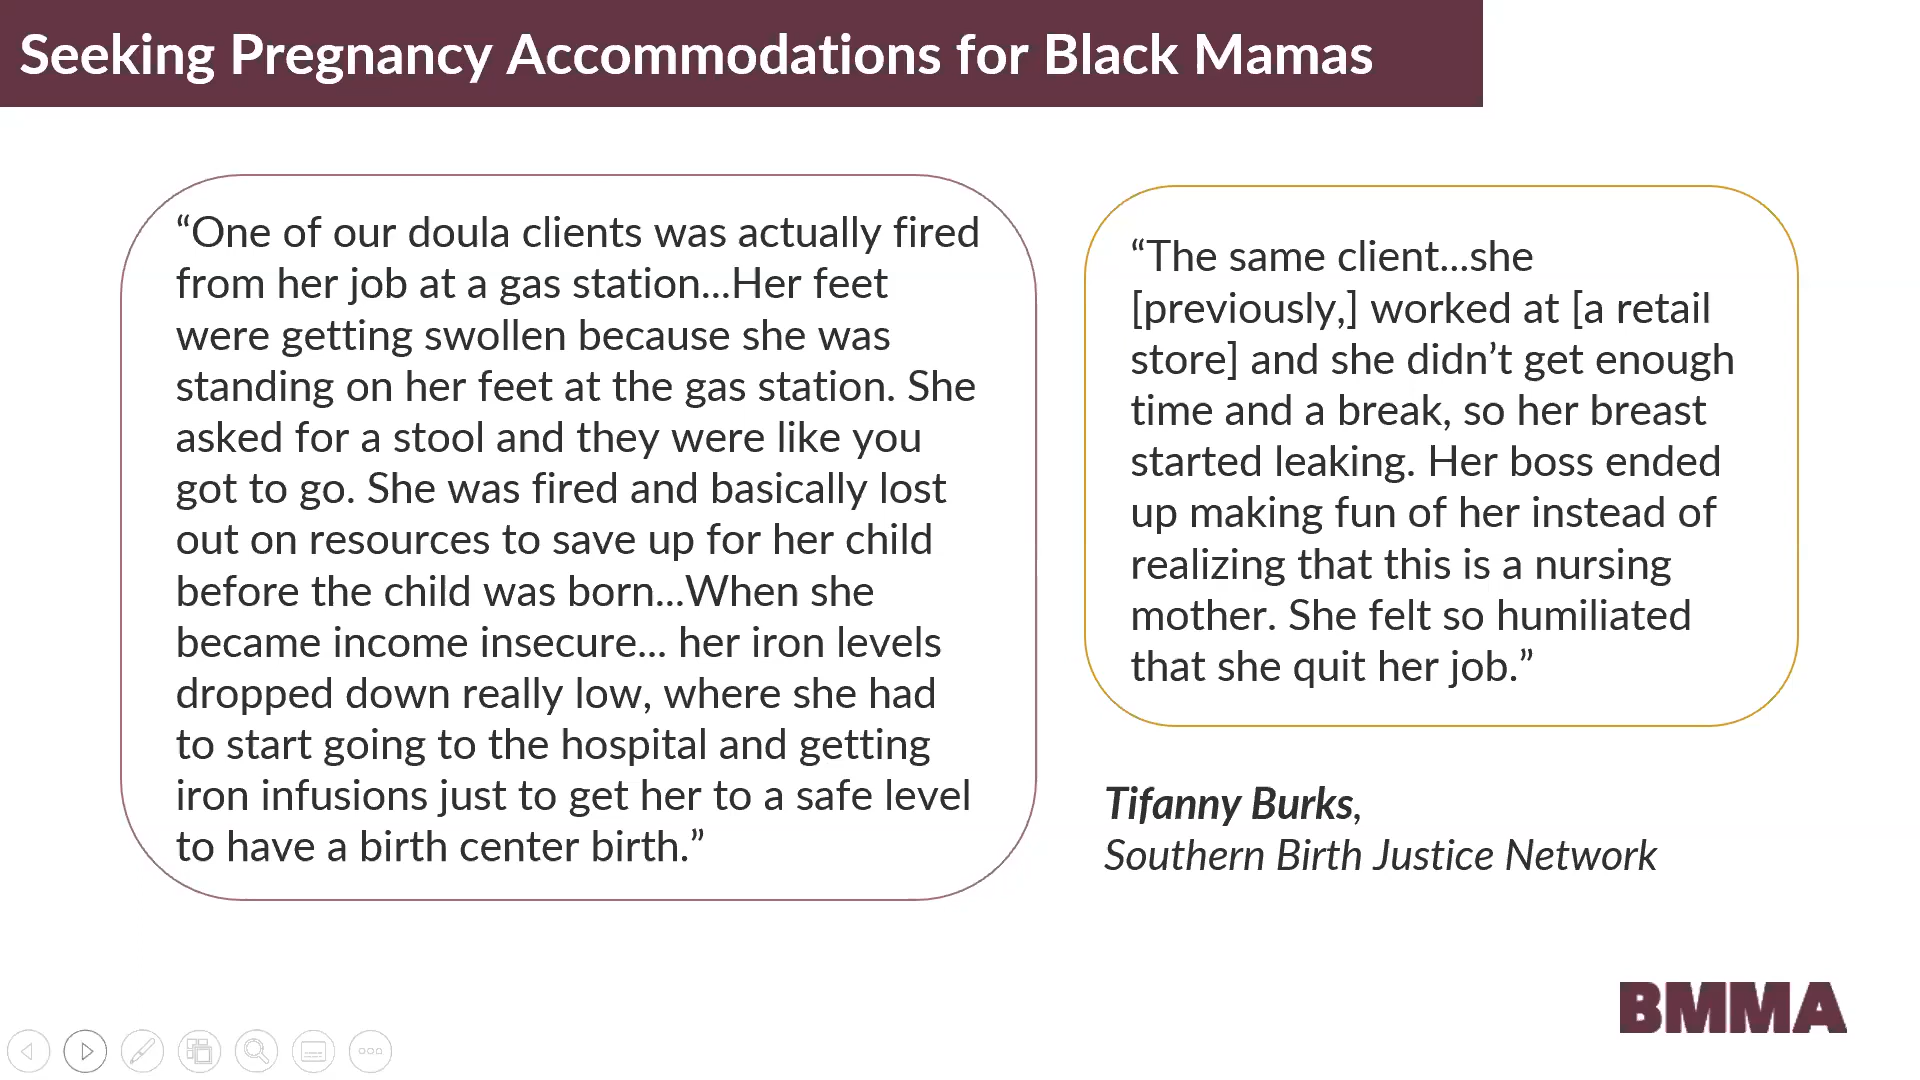 Seeking Pregnancy Accommodations for Black Mamas
“One of our doula clients was actually fired
from her job at a gas station...Her feet
were getting swollen because she was
standing on her feet at the gas station. She
asked for a stool and they were like you
got to go. She was fired and basically lost
out on resources to save up for her child
before the child was born...When she
became income insecure... her iron levels
dropped down really low, where she had
to start going to the hospital and getting
iron infusions just to get her to a safe level
to have a birth center birth.”
“The same client...she
[previously,] worked at [a retail
store] and she didn’t get enough
time and a break, so her breast
started leaking. Her boss ended
up making fun of her instead of
realizing that this is a nursing
mother. She felt so humiliated
that she quit her job.”
Tifanny Burks,
Southern Birth Justice Network
BMMA